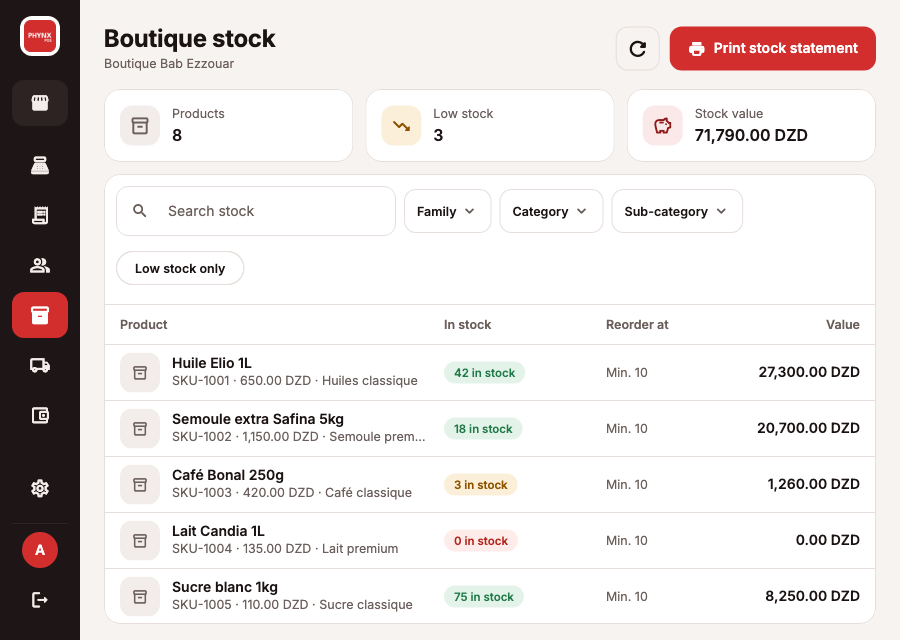 PHYNX
POS
Boutique stock
Boutique Bab Ezzouar
Print stock statement
Products
8
Low stock
3
Stock value
71,790.00 DZD
Search stock
Family
Category
Sub-category
Low stock only
Product In stock Reorder at Value
Huile Elio 1L
SKU-1001 · 650.00 DZD · Huiles classique
42 in stock
Min. 10
27,300.00 DZD
Semoule extra Safina 5kg
SKU-1002 · 1,150.00 DZD · Semoule prem...
18 in stock
Min. 10
20,700.00 DZD
Café Bonal 250g
SKU-1003 · 420.00 DZD · Café classique
3 in stock
Min. 10
1,260.00 DZD
Lait Candia 1L
SKU-1004 · 135.00 DZD · Lait premium
0 in stock
Min. 10
0.00 DZD
Sucre blanc 1kg
SKU-1005 · 110.00 DZD · Sucre classique
75 in stock
Min. 10
8,250.00 DZD
A